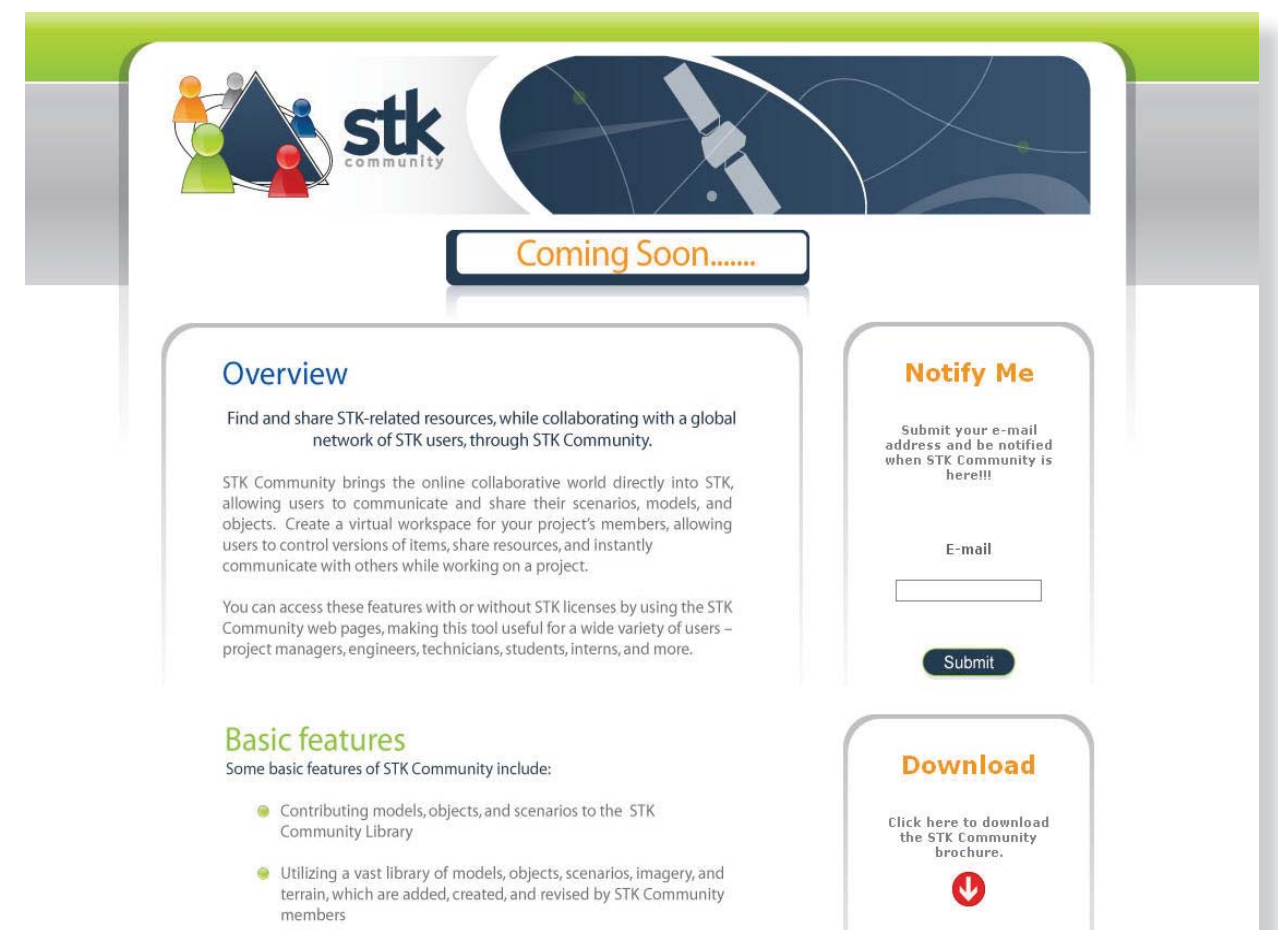 stk
community
Coming Soon.......
Overview
Find and share STK-related resources, while collaborating with a global
network of STK users, through STK Community.
STK Community brings the online collaborative world directly into STK,
allowing users to communicate and share their scenarios, models, and
objects. Create a virtual workspace for your project's members, allowing
users to control versions of items, share resources, and instantly
communicate with others while working on a project.
You can access these features with or without STK licenses by using the STK
Community web pages, making this tool useful for a wide variety of users –
project managers, engineers, technicians, students, interns, and more.
Basic features
Some basic features of STK Community include:
Contributing models, objects, and scenarios to the STK
Community Library
Utilizing a vast library of models, objects, scenarios, imagery, and
terrain, which are added, created, and revised by STK Community
members
Notify Me
Submit your e-mail
address and be notified
when STK Community is
here!!!
E-mail
Submit
Download
Click here to download
the STK Community
brochure.